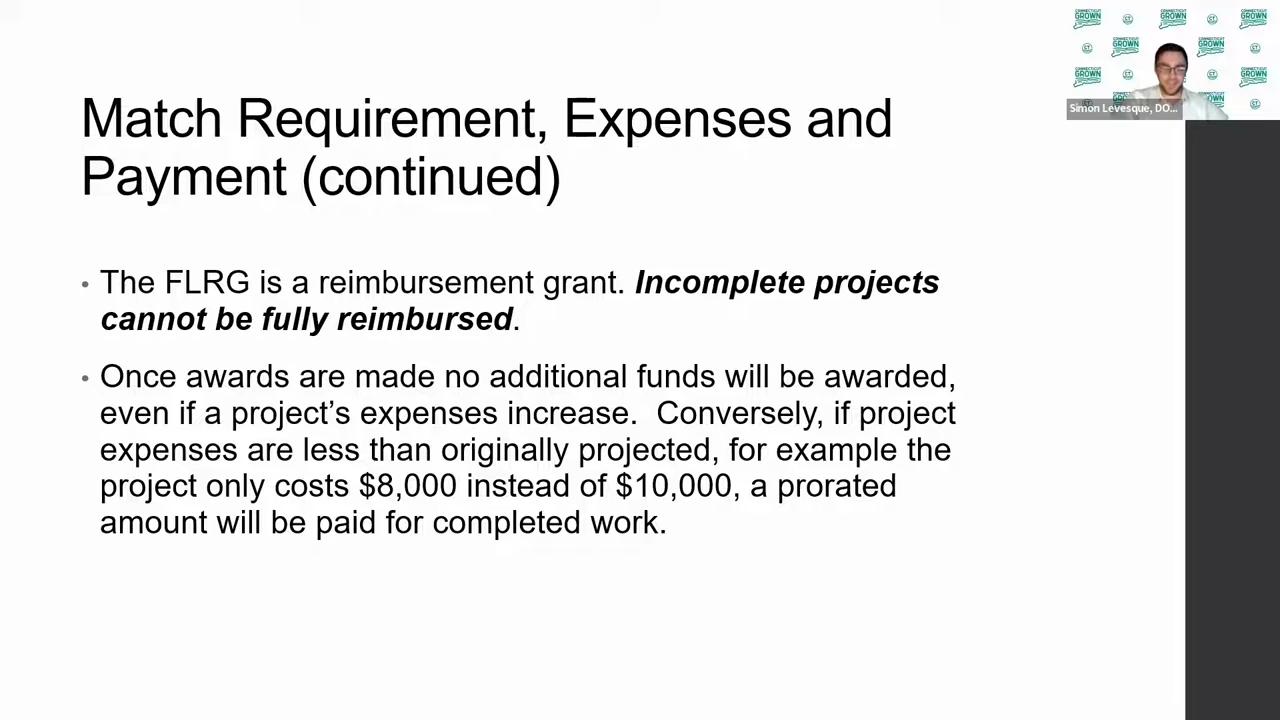 CONNECTICUT
GROWN
Simon Levesque, DO...
Match Requirement, Expenses and
Payment (continued)
• The FLRG is a reimbursement grant. Incomplete projects
cannot be fully reimbursed.
• Once awards are made no additional funds will be awarded,
even if a project’s expenses increase.  Conversely, if project
expenses are less than originally projected, for example the
project only costs $8,000 instead of $10,000, a prorated
amount will be paid for completed work.